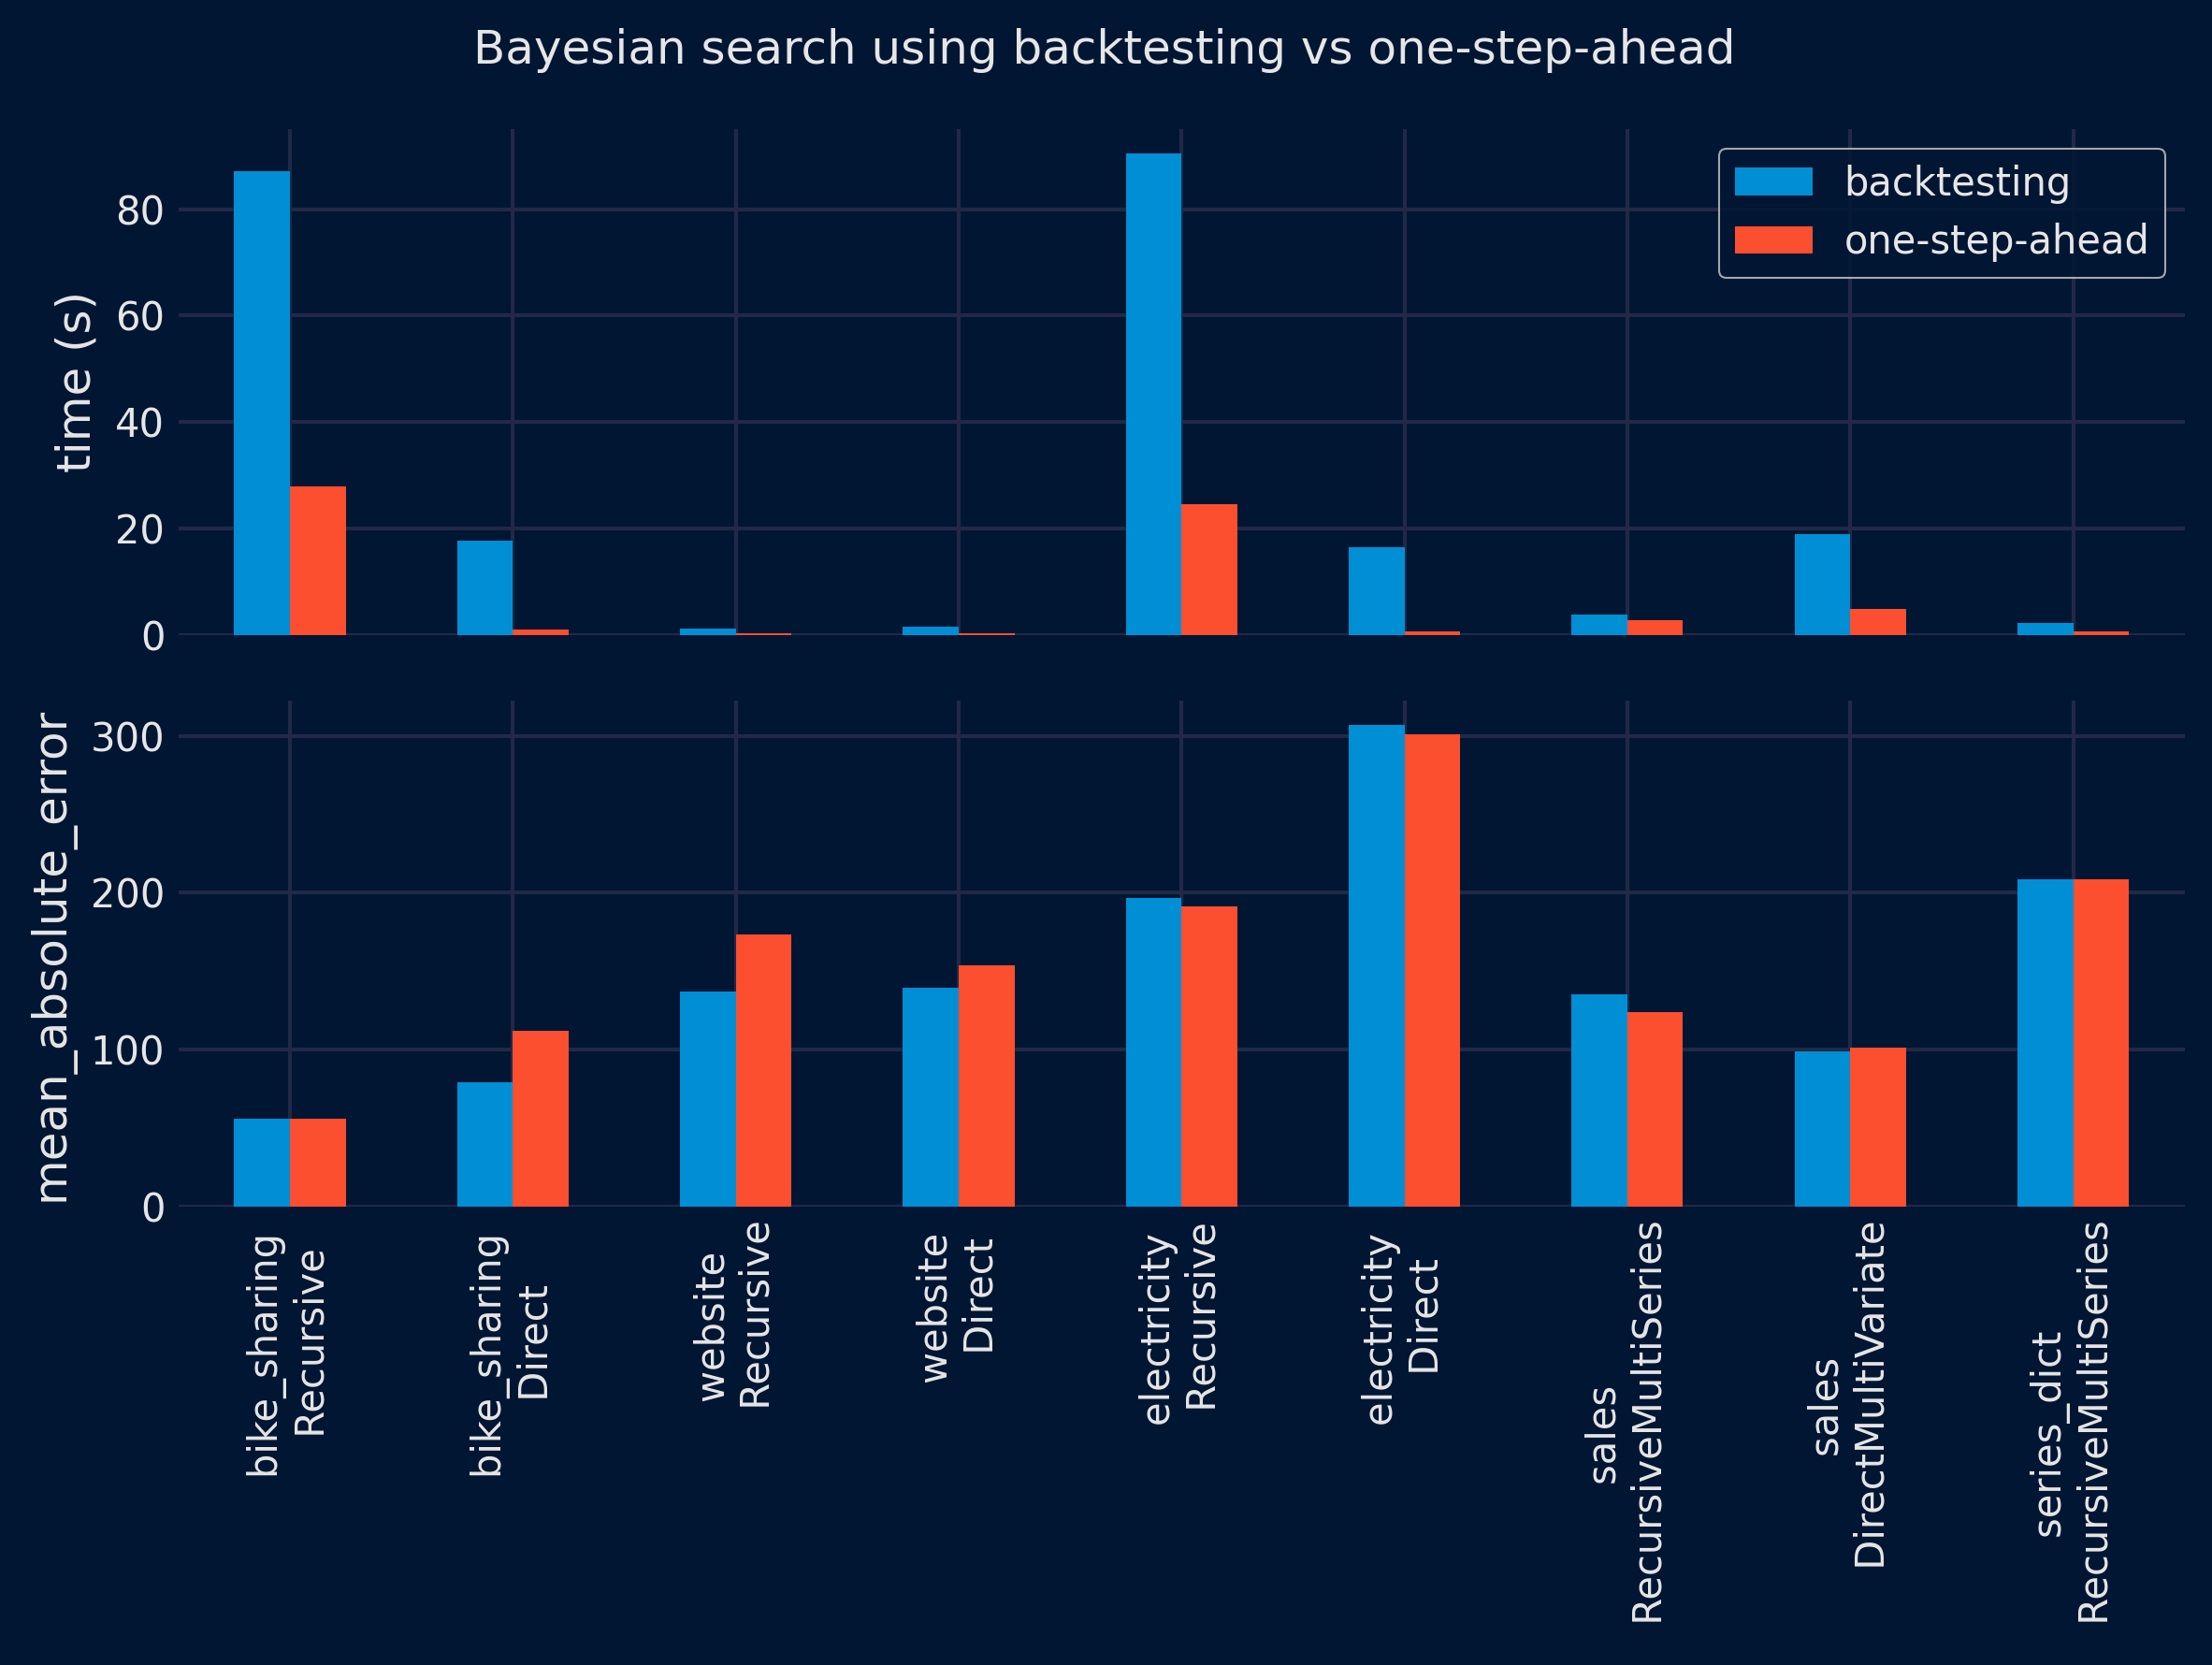 Bayesian search using backtesting vs one-step-ahead
backtesting
one-step-ahead
time (s)
80
60
40
20
0
mean_absolute_error
300
200
100
0
bike_sharing
Recursive
bike_sharing
Direct
website
Recursive
website
Direct
electricity
Recursive
electricity
Direct
sales
RecursiveMultiSeries
sales
DirectMultiVariate
series_dict
RecursiveMultiSeries